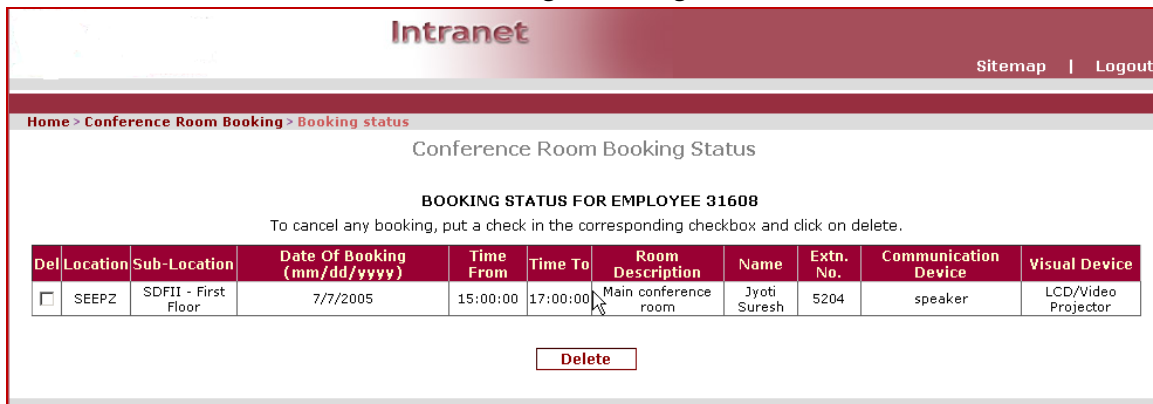 Intranet
Sitemap | Logout
Home > Conference Room Booking > Booking status
Conference Room Booking Status
BOOKING STATUS FOR EMPLOYEE 31608
To cancel any booking, put a check in the corresponding checkbox and click on delete.
Del Location Sub-Location Date Of Booking (mm/dd/yyyy) Time From Time To Room Description Name Extn. No. Communication Device Visual Device
SEEPZ SDFII - First Floor 7/7/2005 15:00:00 17:00:00 Main conference room Jyoti Suresh 5204 speaker LCD/Video Projector
Delete